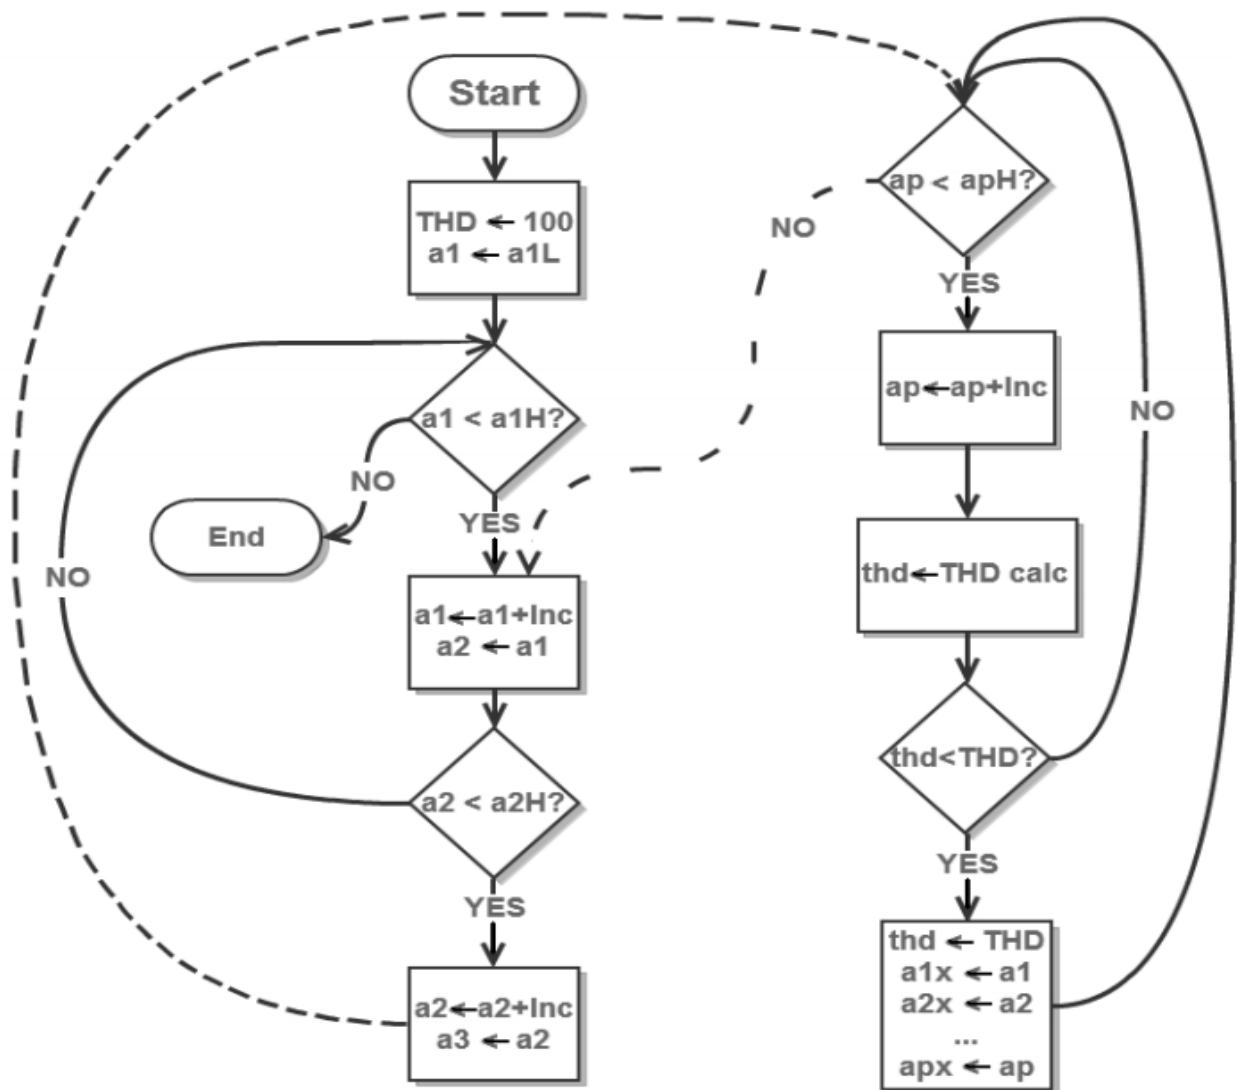 Start
THD ← 100
a1 ← a1L
a1 < a1H?
NO
End
YES
a1←a1+Inc
a2 ← a1
NO
a2 < a2H?
YES
a2←a2+Inc
a3 ← a2
ap < apH?
NO
YES
ap←ap+Inc
NO
thd←THD calc
thd<THD?
YES
thd ← THD
a1x ← a1
a2x ← a2
...
apx ← ap